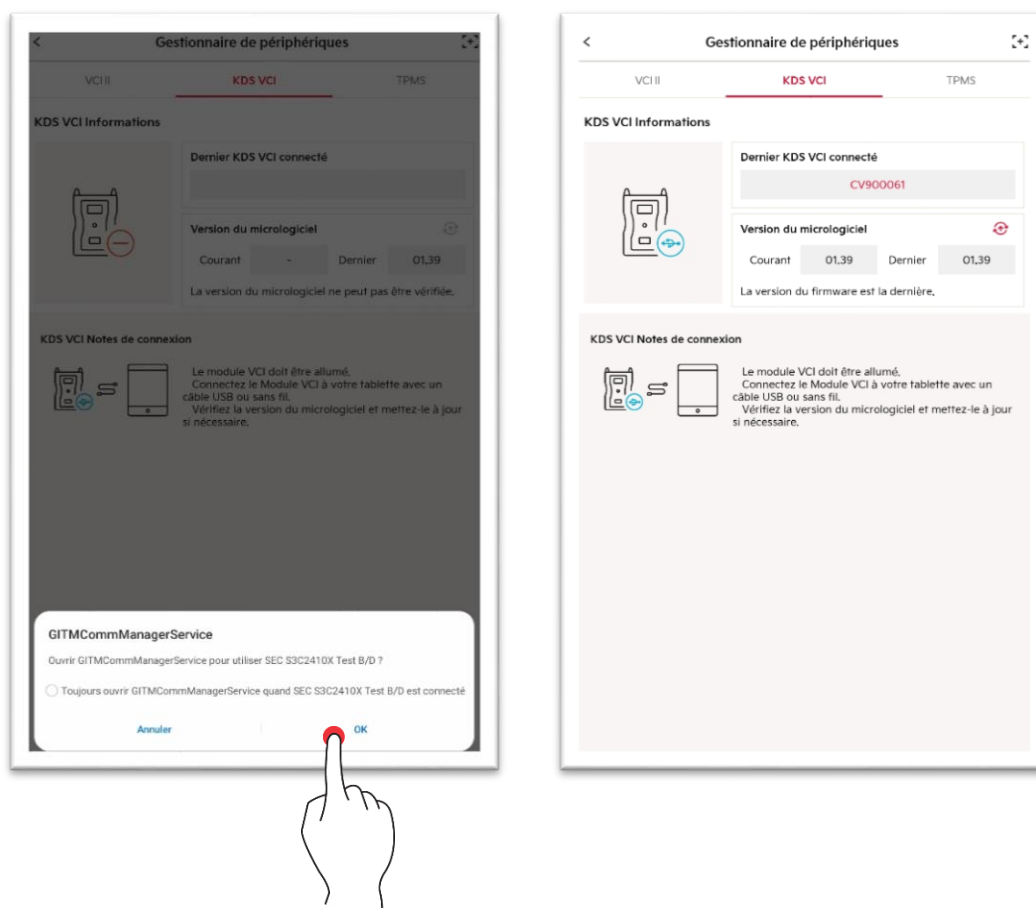 Gestionnaire de périphériques
VCI II KDS VCI TPMS
KDS VCI Informations
Dernier KDS VCI connecté
Version du micrologiciel
Courant - Dernier 01,39
La version du micrologiciel ne peut pas être vérifiée,
KDS VCI Notes de connexion
Le module VCI doit être allumé,
Connectez le Module VCI à votre tablette avec un
câble USB ou sans fil,
Vérifiez la version du micrologiciel et mettez-le à jour
si nécessaire,
GITMCommManagerService
Ouvrir GITMCommManagerService pour utiliser SEC S3C2410X Test B/D ?
Toujours ouvrir GITMCommManagerService quand SEC S3C2410X Test B/D est connecté
Annuler OK
Gestionnaire de périphériques
VCI II KDS VCI TPMS
KDS VCI Informations
Dernier KDS VCI connecté
CV900061
Version du micrologiciel
Courant 01,39 Dernier 01,39
La version du firmware est la dernière,
KDS VCI Notes de connexion
Le module VCI doit être allumé,
Connectez le Module VCI à votre tablette avec un
câble USB ou sans fil,
Vérifiez la version du micrologiciel et mettez-le à jour
si nécessaire,